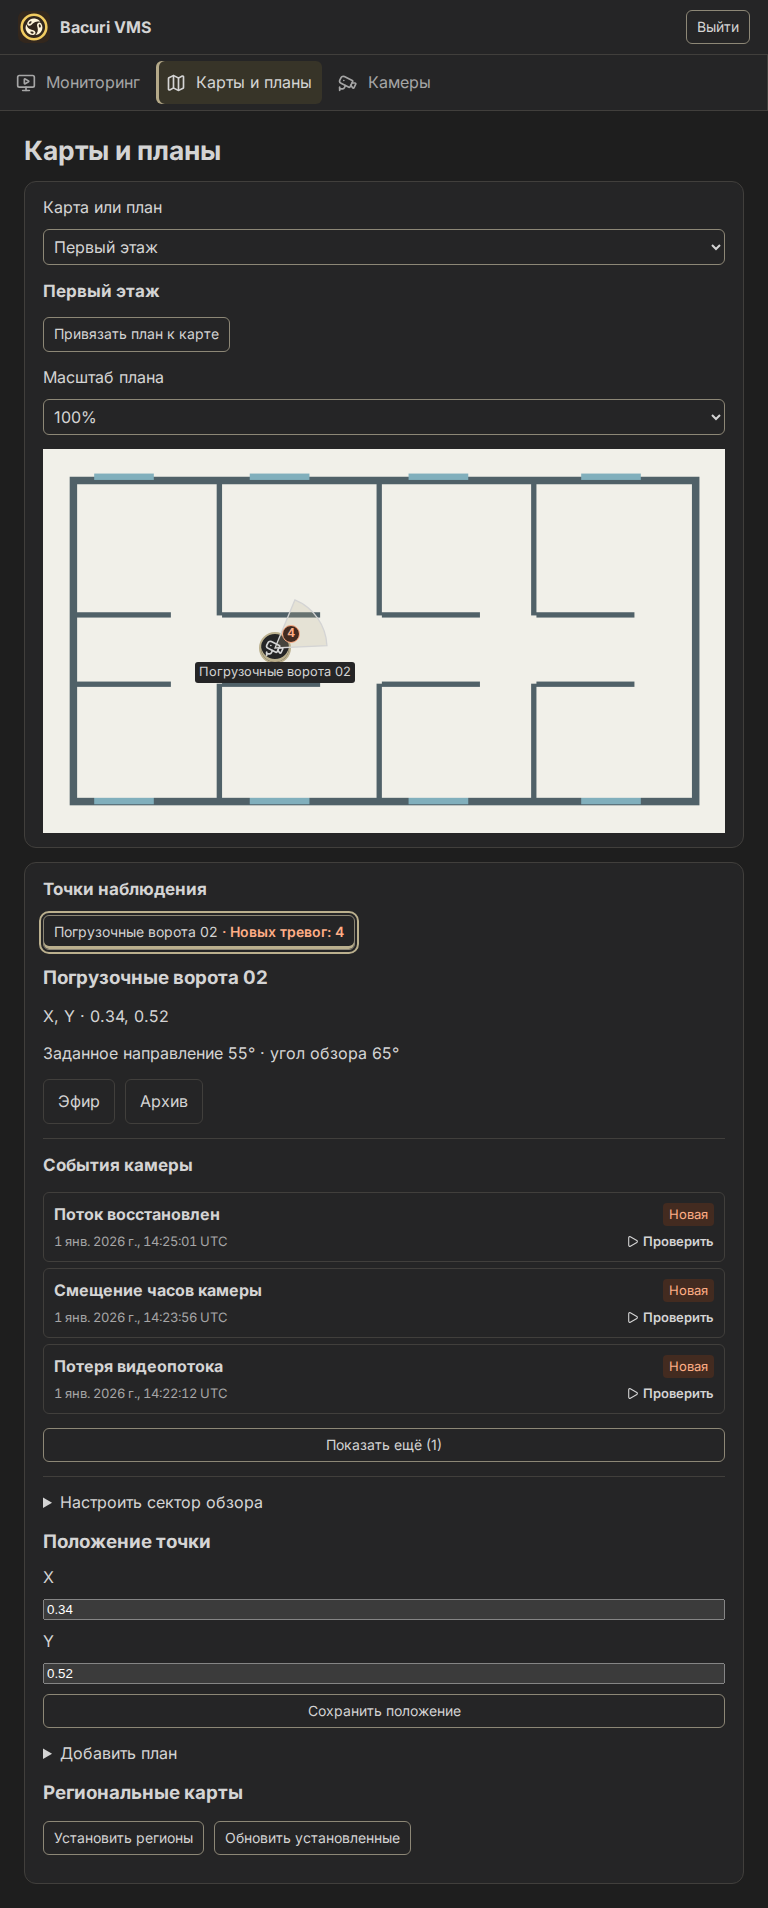 Bacuri VMS
Выйти
Мониторинг
Карты и планы
Камеры
Карты и планы
Карта или план
Первый этаж
Первый этаж
Привязать план к карте
Масштаб плана
100%
4
Погрузочные ворота 02
Точки наблюдения
Погрузочные ворота 02 · Новых тревог: 4
Погрузочные ворота 02
X, Y · 0.34, 0.52
Заданное направление 55° · угол обзора 65°
Эфир
Архив
События камеры
Поток восстановлен
Новая
1 янв. 2026 г., 14:25:01 UTC
Проверить
Смещение часов камеры
Новая
1 янв. 2026 г., 14:23:56 UTC
Проверить
Потеря видеопотока
Новая
1 янв. 2026 г., 14:22:12 UTC
Проверить
Показать ещё (1)
Настроить сектор обзора
Положение точки
X
0.34
Y
0.52
Сохранить положение
Добавить план
Региональные карты
Установить регионы
Обновить установленные